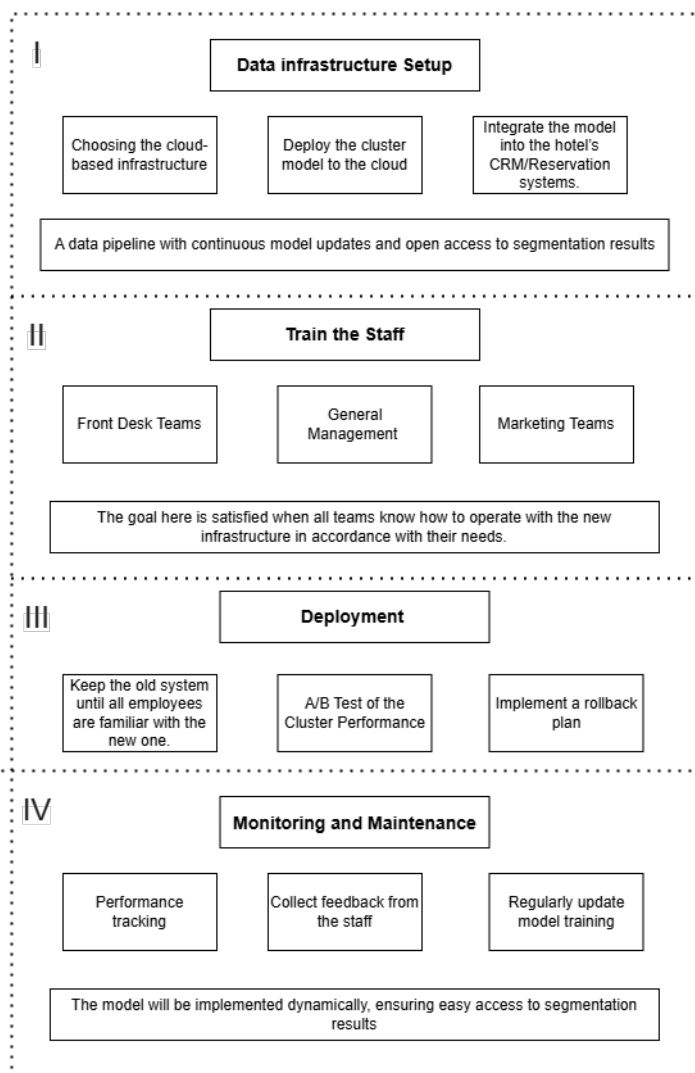 I
Data infrastructure Setup
Choosing the cloud-
based infrastructure
Deploy the cluster
model to the cloud
Integrate the model
into the hotel's
CRM/Reservation
systems.
A data pipeline with continuous model updates and open access to segmentation results
II
Train the Staff
Front Desk Teams
General
Management
Marketing Teams
The goal here is satisfied when all teams know how to operate with the new
infrastructure in accordance with their needs.
III
Deployment
Keep the old system
until all employees
are familiar with the
new one.
A/B Test of the
Cluster Performance
Implement a rollback
plan
IV
Monitoring and Maintenance
Performance
tracking
Collect feedback from
the staff
Regularly update
model training
The model will be implemented dynamically, ensuring easy access to segmentation
results